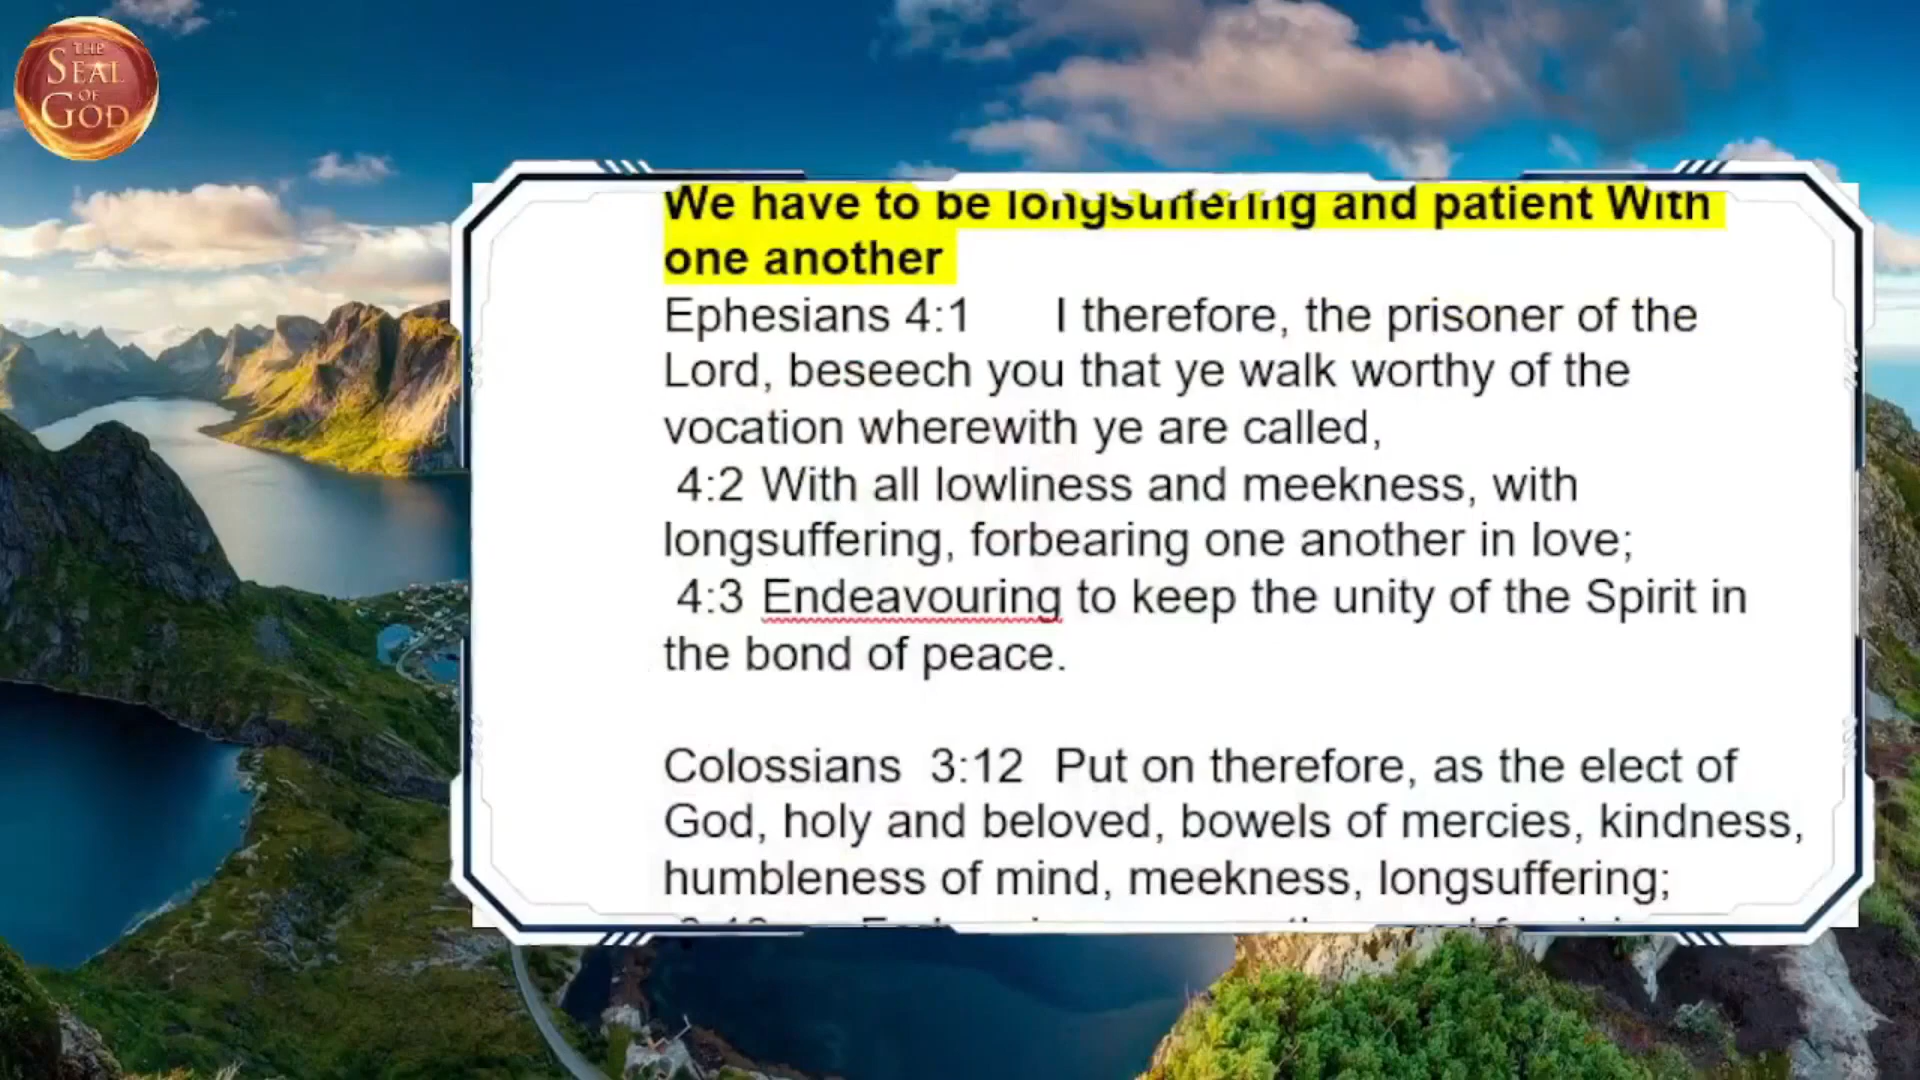 THE
SEAL
OF
GOD
We have to be longsuffering and patient With
one another
Ephesians 4:1 I therefore, the prisoner of the
Lord, beseech you that ye walk worthy of the
vocation wherewith ye are called,
4:2 With all lowliness and meekness, with
longsuffering, forbearing one another in love;
4:3 Endeavouring to keep the unity of the Spirit in
the bond of peace.
Colossians 3:12 Put on therefore, as the elect of
God, holy and beloved, bowels of mercies, kindness,
humbleness of mind, meekness, longsuffering;